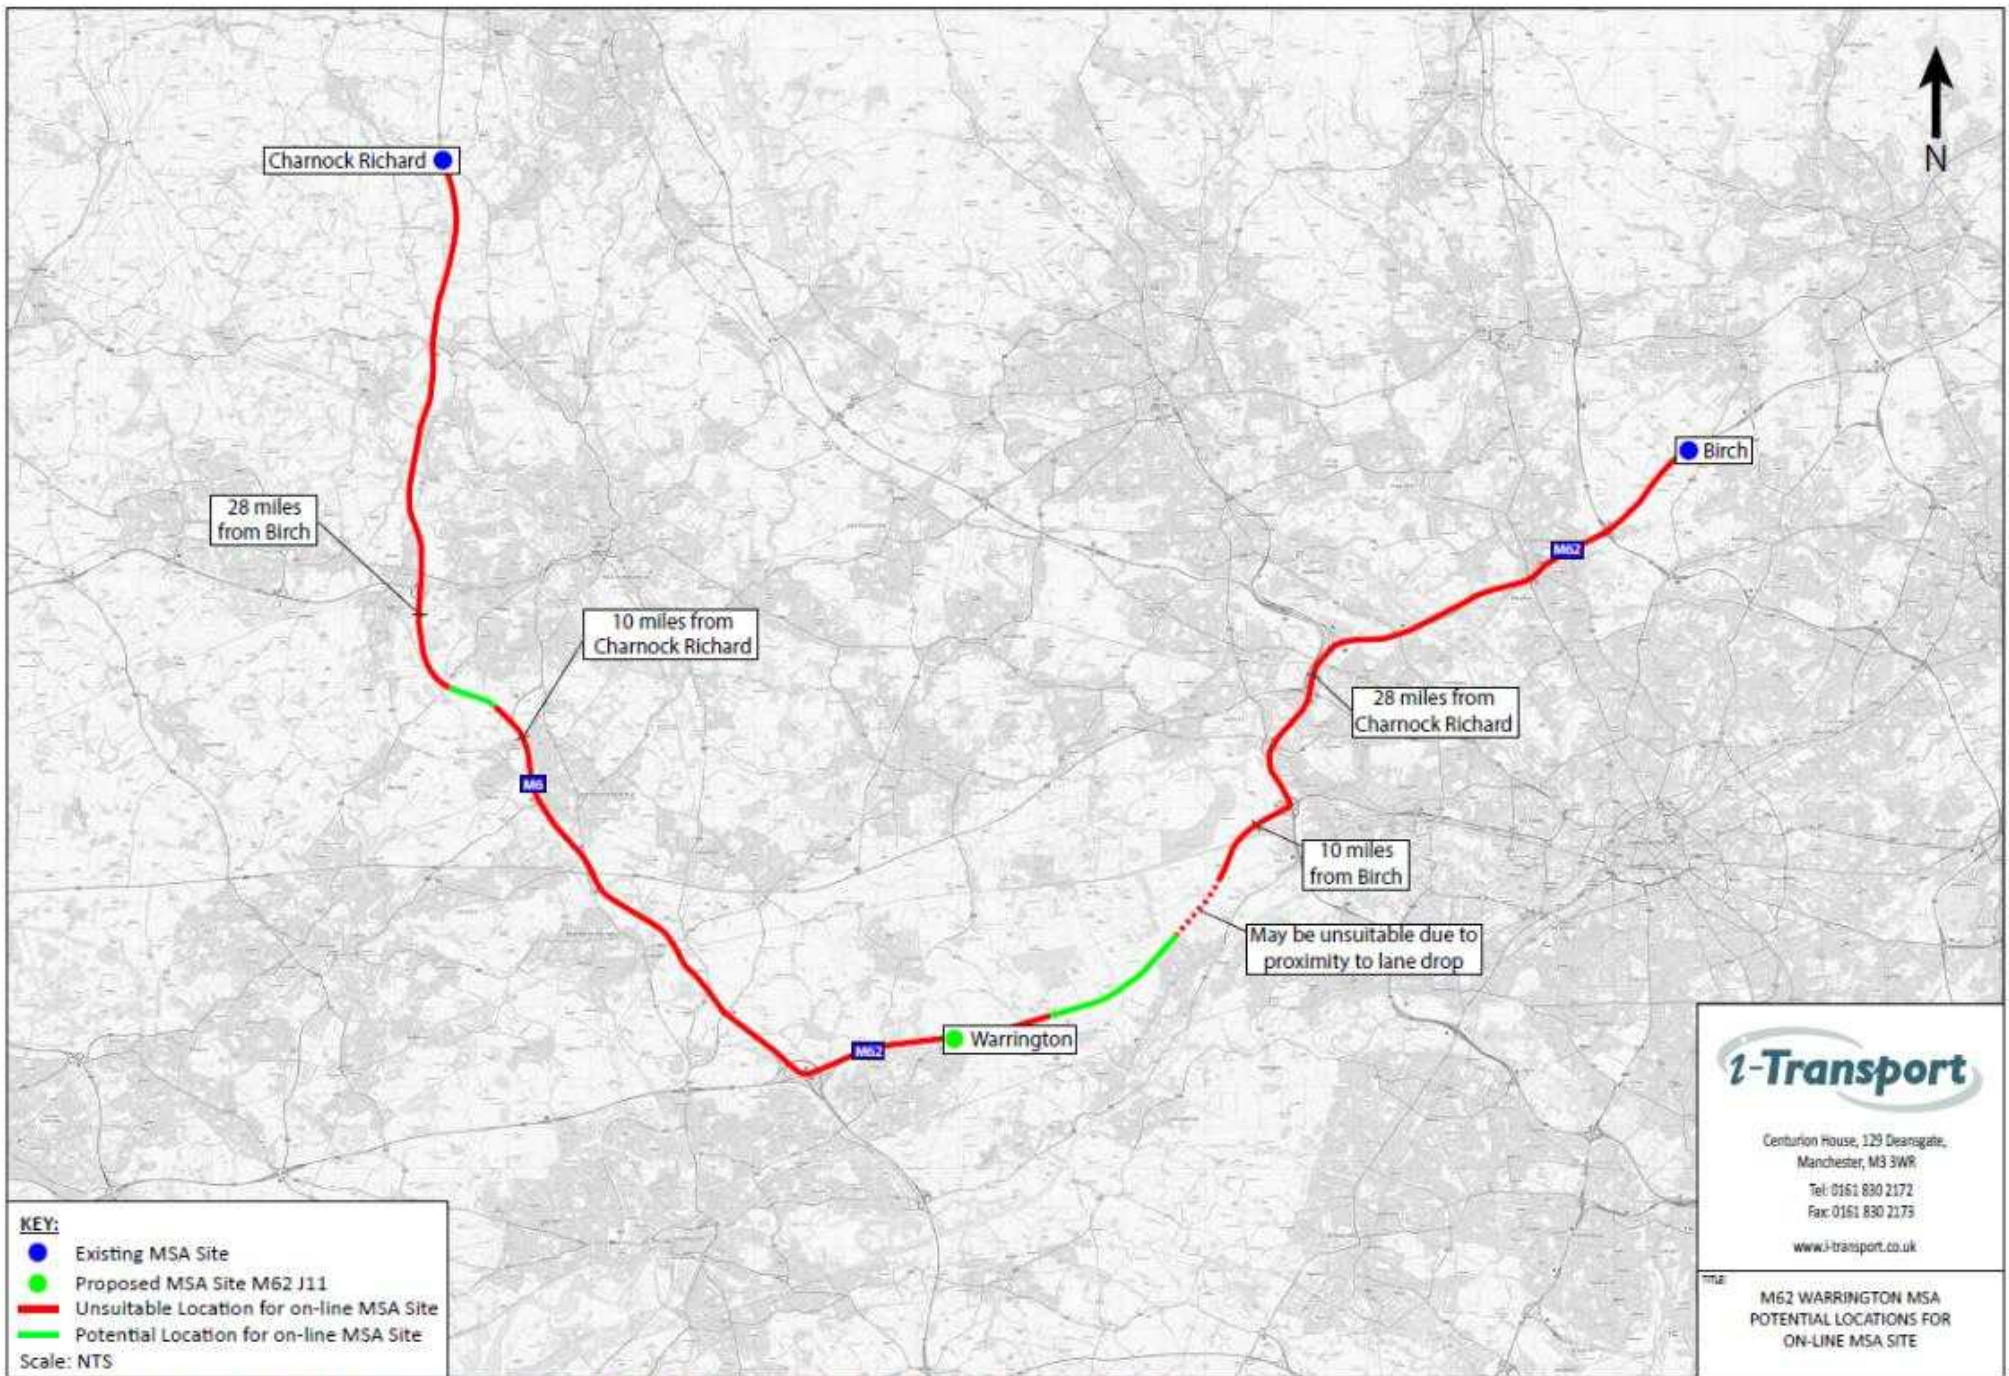 N
Charnock Richard
Birch
28 miles
from Birch
M62
10 miles from
Charnock Richard
28 miles from
Charnock Richard
M6
10 miles
from Birch
May be unsuitable due to
proximity to lane drop
Warrington
M62
i-Transport
Centurion House, 129 Deansgate,
Manchester, M3 3WR
Tel: 0161 830 2172
Fax: 0161 830 2173
www.i-transport.co.uk
KEY:
Existing MSA Site
Proposed MSA Site M62 J11
Unsuitable Location for on-line MSA Site
Potential Location for on-line MSA Site
Scale: NTS
TITLE:
M62 WARRINGTON MSA
POTENTIAL LOCATIONS FOR
ON-LINE MSA SITE